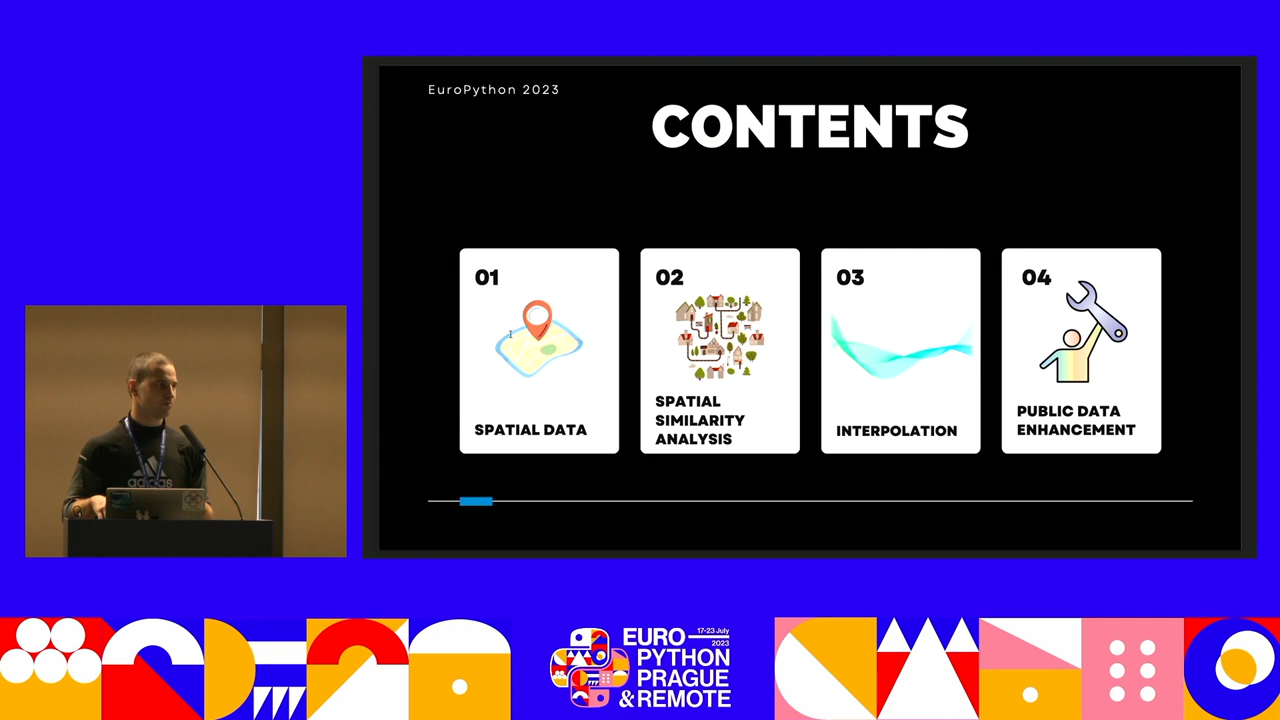 EuroPython 2023
CONTENTS
01
SPATIAL DATA
02
SPATIAL
SIMILARITY
ANALYSIS
03
INTERPOLATION
04
PUBLIC DATA
ENHANCEMENT
adidas
EURO
17-23 July
2023
PYTHON
PRAGUE
& REMOTE